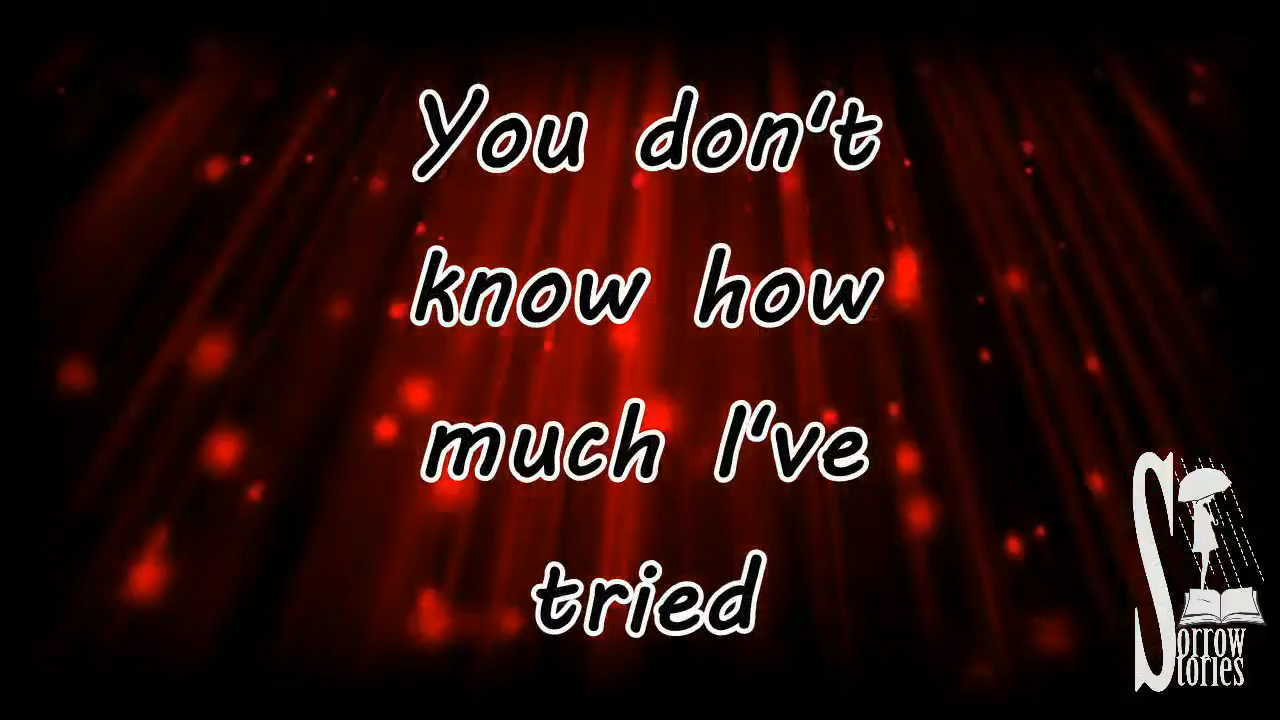 You don't
know how
much I've
tried
Sorrow
Stories